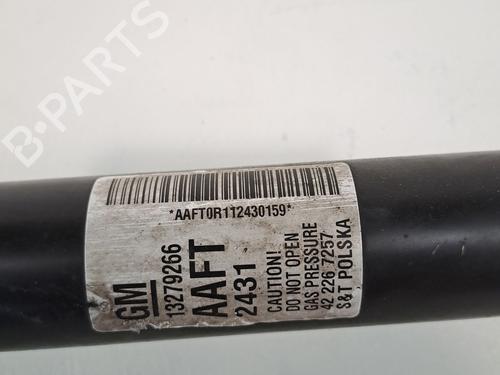 B-PARTS
*AAFT0R112430159*
GM
13279266
AAFT
2431
CAUTION!
DO NOT OPEN
GAS PRESSURE
42 226 7257
S&T POLSKA